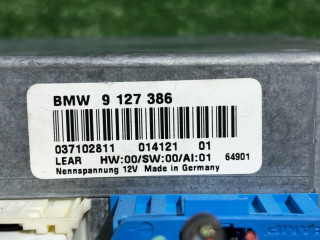 BMW 9 127 386
037102811 014121 01
LEAR HW:00/SW:00/AI:01 64901
Nennspannung 12V Made in Germany